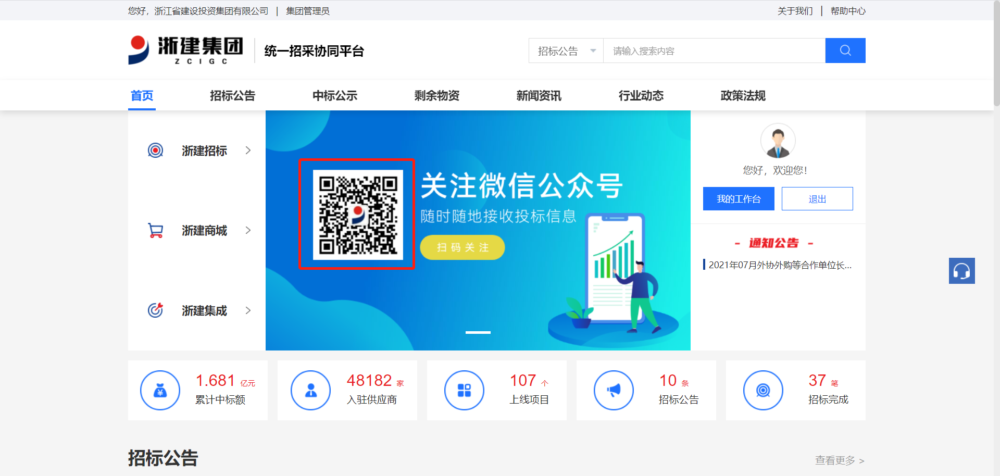 您好，浙江省建设投资集团有限公司 | 集团管理员
关于我们 | 帮助中心
浙建集团
ZCIGC
统一招采协同平台
招标公告
请输入搜索内容
首页 招标公告 中标公示 剩余物资 新闻资讯 行业动态 政策法规
浙建招标
浙建商城
浙建集成
关注微信公众号
随时随地接收投标信息
扫码关注
您好，欢迎您！
我的工作台
退出
- 通知公告 -
2021年07月外协外购等合作单位长...
1.681 亿元
累计中标额
48182 家
入驻供应商
107 个
上线项目
10 条
招标公告
37 笔
招标完成
招标公告
查看更多 >